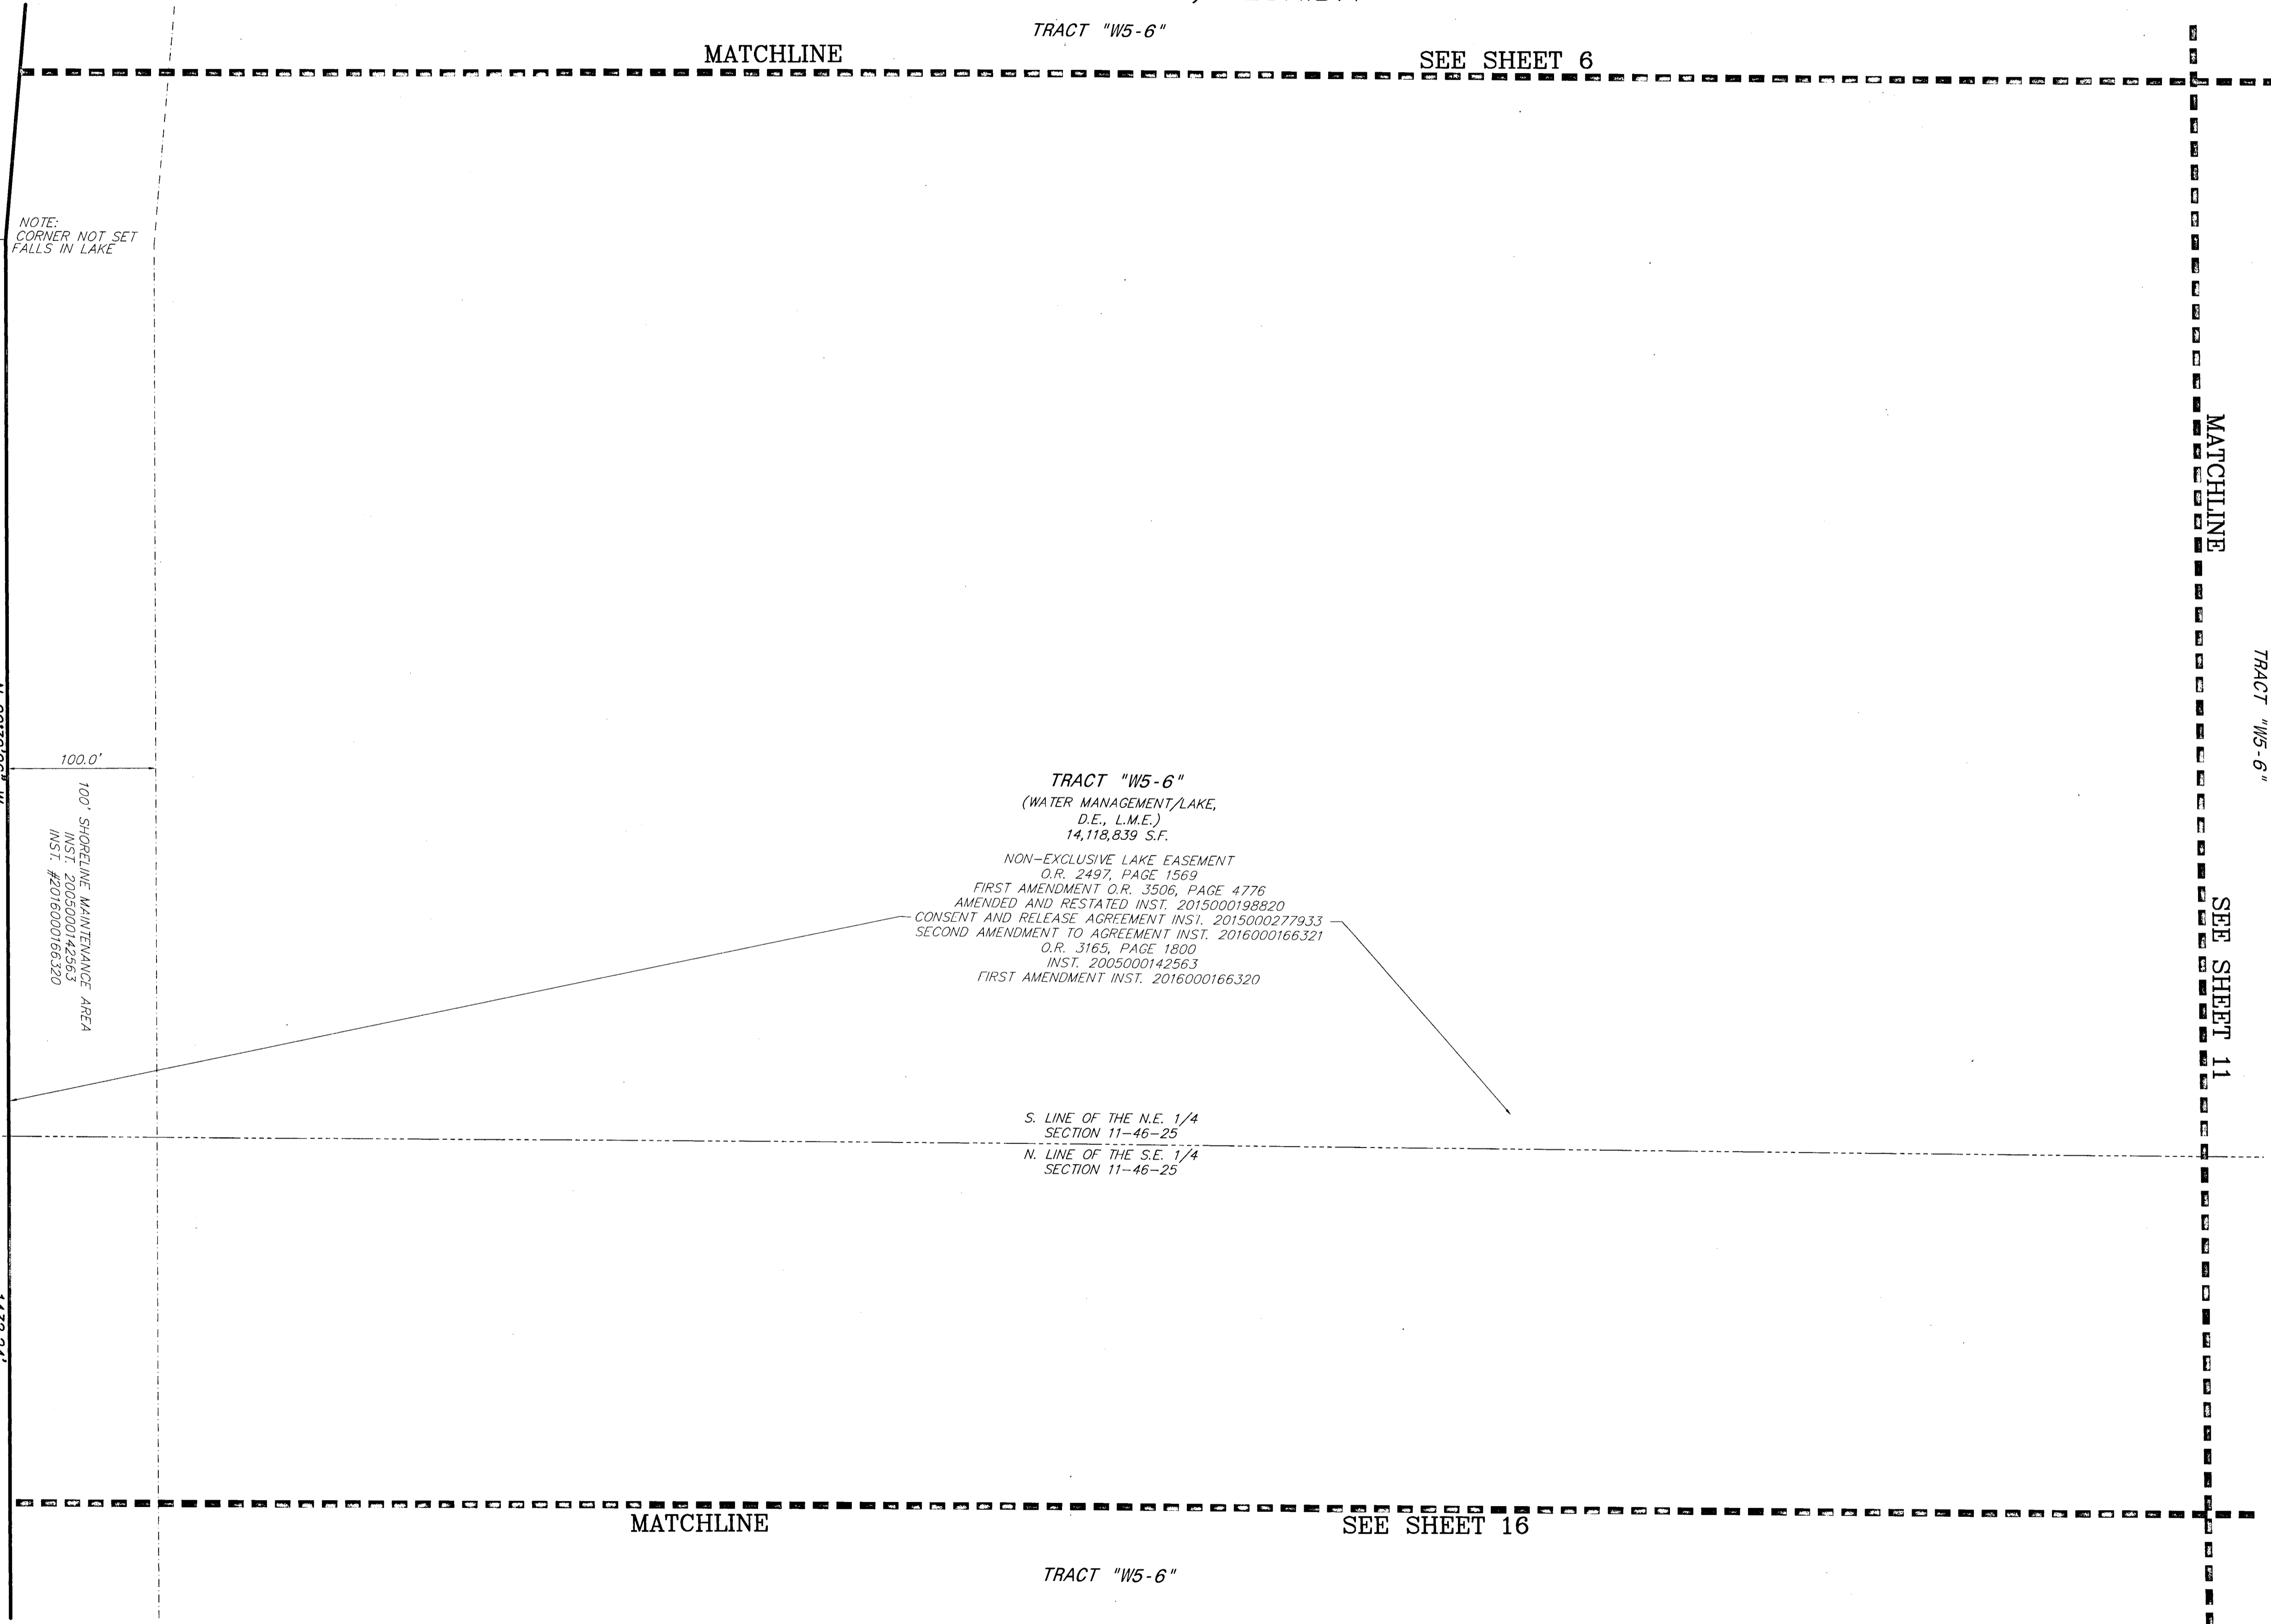 TRACT "W5-6"
MATCHLINE
SEE SHEET 6
NOTE:
CORNER NOT SET
FALLS IN LAKE
MATCHLINE
TRACT "W5-6"
100.0'
100' SHORELINE MAINTENANCE AREA
INST. 2005000142563
INST. #2016000166320
TRACT "W5-6"
(WATER MANAGEMENT/LAKE,
D.E., L.M.E.)
14,118,839 S.F.
NON-EXCLUSIVE LAKE EASEMENT
O.R. 2497, PAGE 1569
FIRST AMENDMENT O.R. 3506, PAGE 4776
AMENDED AND RESTATED INST. 2015000198820
CONSENT AND RELEASE AGREEMENT INST. 2015000277933
SECOND AMENDMENT TO AGREEMENT INST. 2016000166321
O.R. 3165, PAGE 1800
INST. 2005000142563
FIRST AMENDMENT INST. 2016000166320
SEE SHEET 11
S. LINE OF THE N.E. 1/4
SECTION 11-46-25
N. LINE OF THE S.E. 1/4
SECTION 11-46-25
MATCHLINE
SEE SHEET 16
TRACT "W5-6"